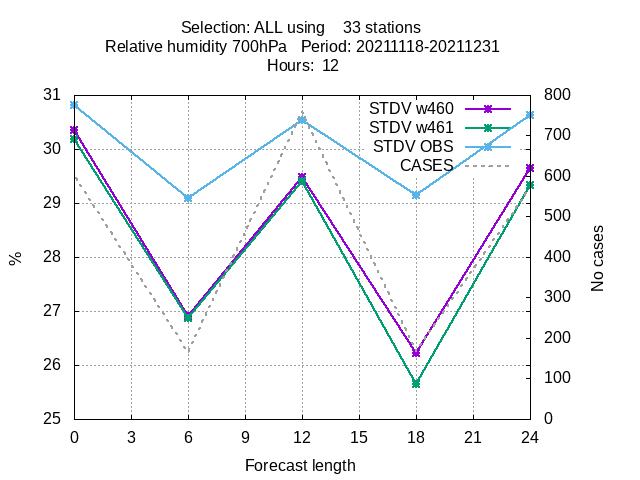 Selection: ALL using    33 stations
Relative humidity 700hPa   Period: 20211118-20211231
Hours:  12
STDV w460
STDV w461
STDV OBS
CASES
31
30
29
28
27
26
25
%
800
700
600
500
400
300
200
100
0
No cases
0 3 6 9 12 15 18 21 24
Forecast length